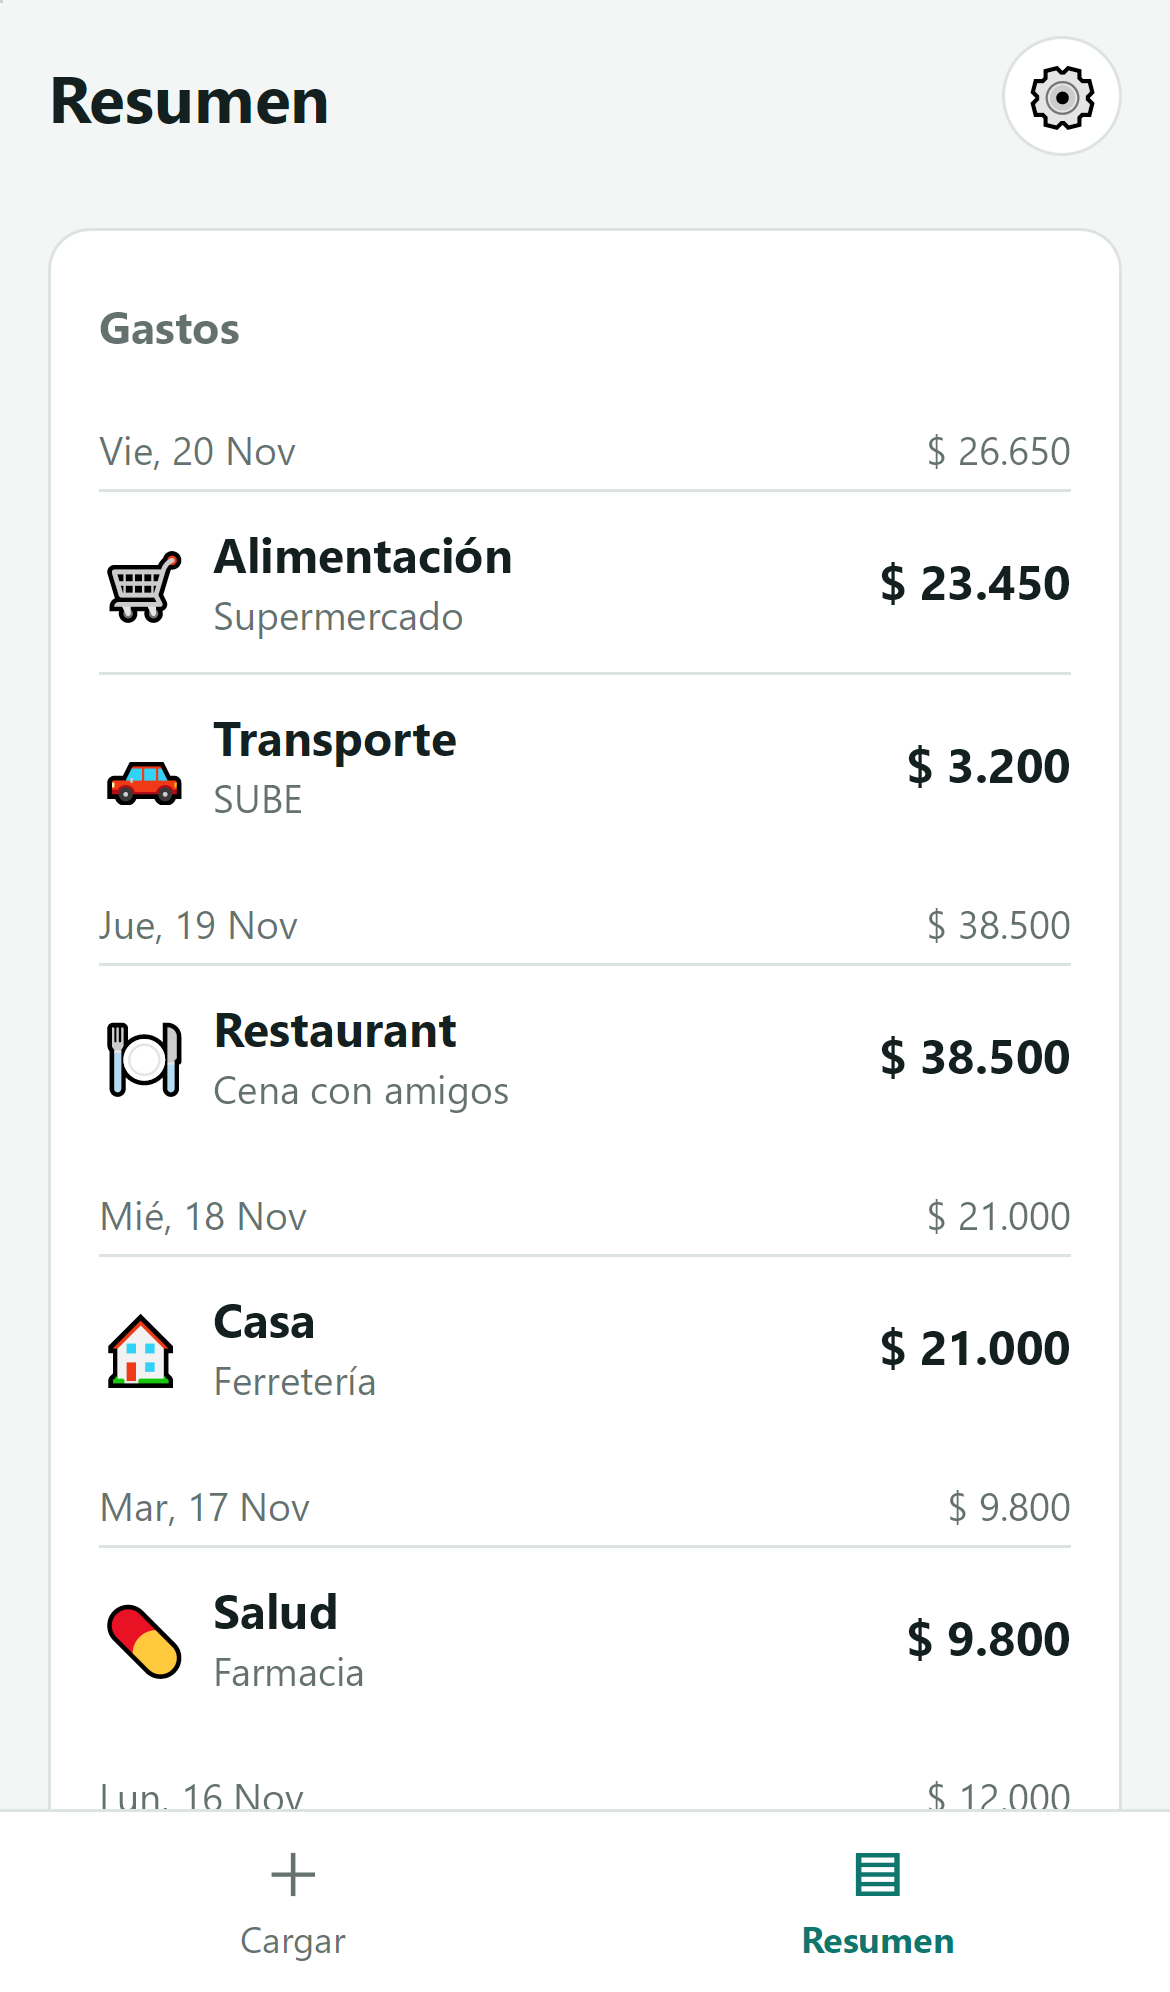 Resumen
Gastos
Vie, 20 Nov $ 26.650
Alimentación
Supermercado
$ 23.450
Transporte
SUBE
$ 3.200
Jue, 19 Nov $ 38.500
Restaurant
Cena con amigos
$ 38.500
Mié, 18 Nov $ 21.000
Casa
Ferretería
$ 21.000
Mar, 17 Nov $ 9.800
Salud
Farmacia
$ 9.800
Lun, 16 Nov $ 12.000
Cargar
Resumen